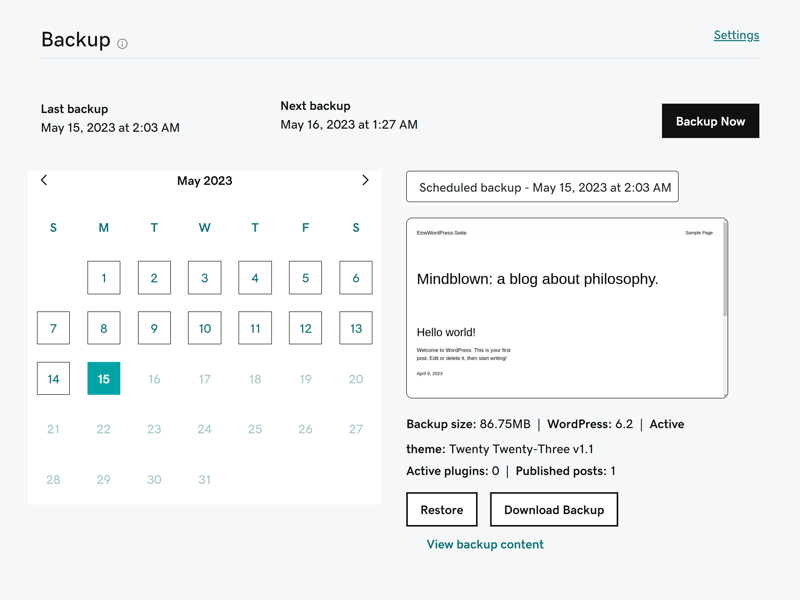 Backup
Settings
Last backup
May 15, 2023 at 2:03 AM
Next backup
May 16, 2023 at 1:27 AM
Backup Now
May 2023
S M T W T F S
1 2 3 4 5 6
7 8 9 10 11 12 13
14 15 16 17 18 19 20
21 22 23 24 25 26 27
28 29 30 31
Scheduled backup - May 15, 2023 at 2:03 AM
EineWordPress-Seite
Sample Page
Mindblown: a blog about philosophy.
Hello world!
Welcome to WordPress. This is your first
post. Edit or delete it, then start writing!
April 9, 2023
Backup size: 86.75MB | WordPress: 6.2 | Active
theme: Twenty Twenty-Three v1.1
Active plugins: 0 | Published posts: 1
Restore
Download Backup
View backup content